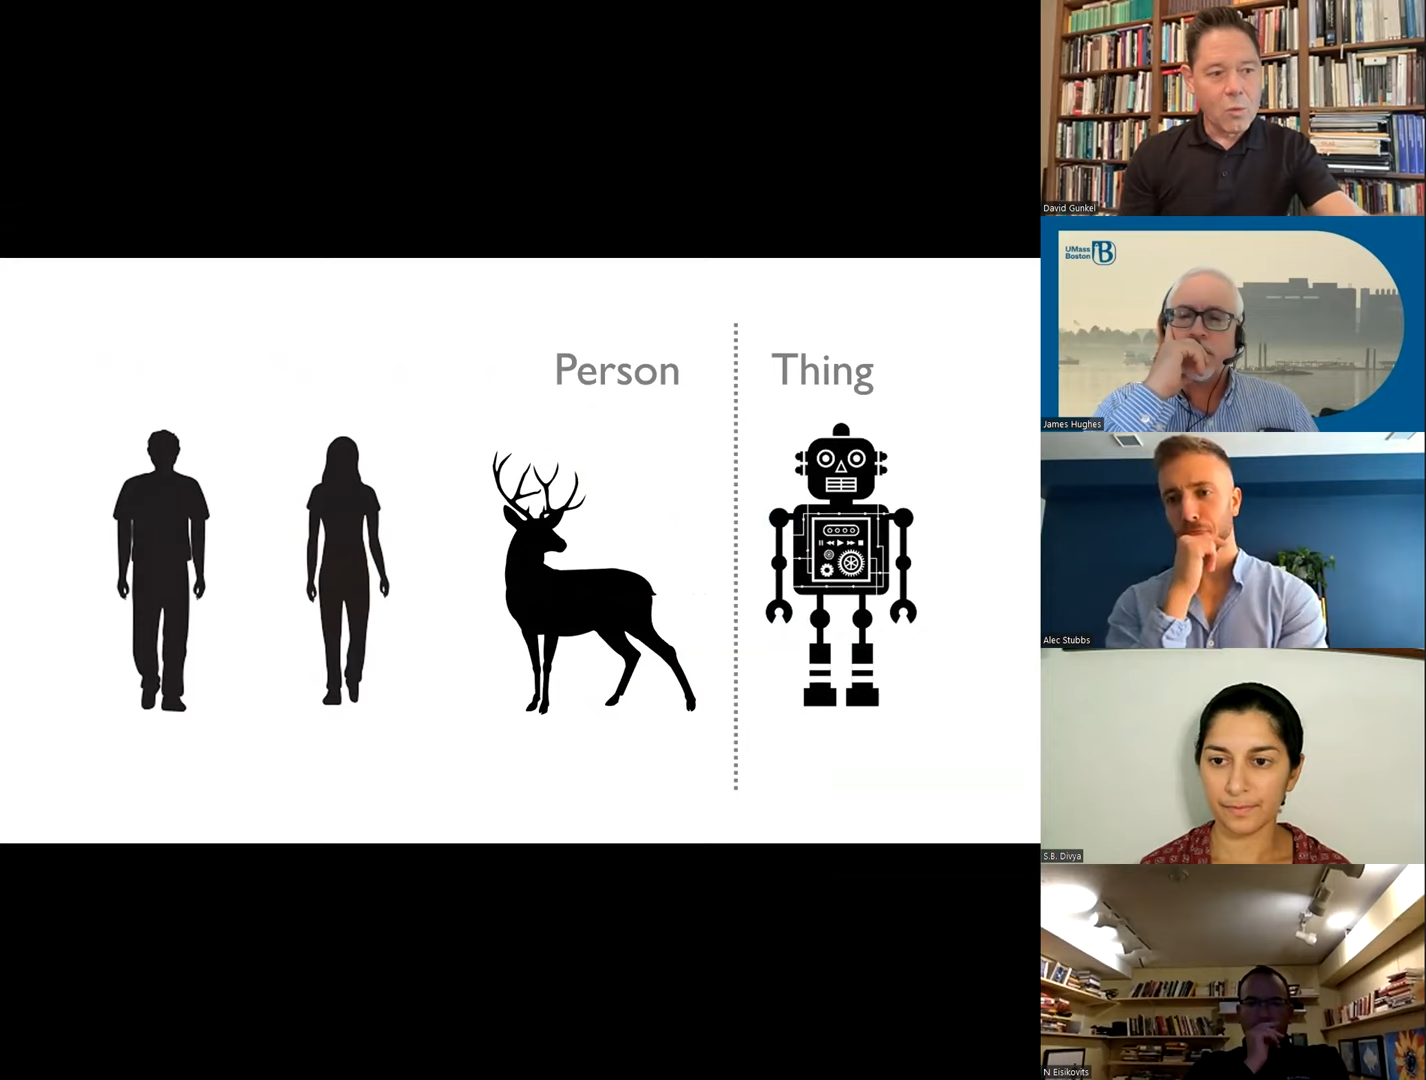 Person
Thing
David Gunkel
UMass
Boston
B
James Hughes
Alec Stubbs
S.B. Divya
N Eisikovits